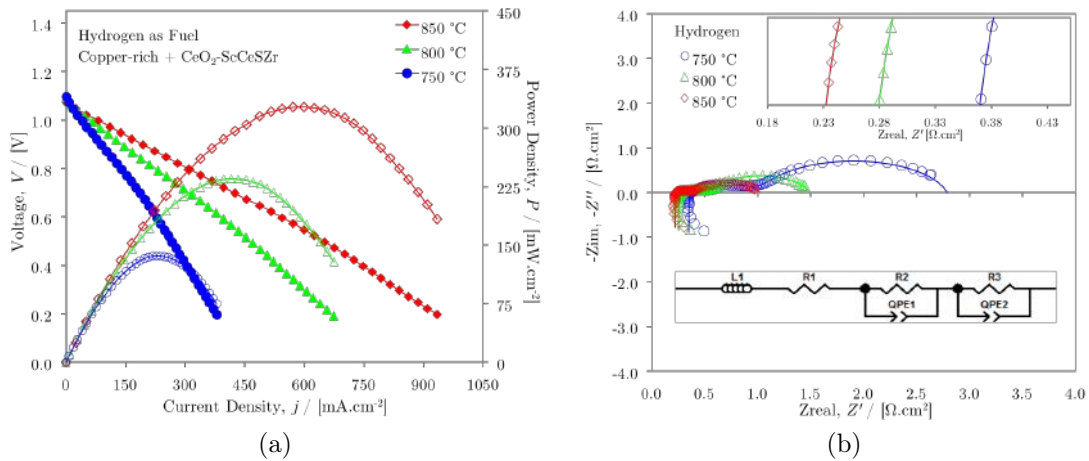 Hydrogen as Fuel
Copper-rich + CeO₂-ScCeSZr
850 °C
800 °C
750 °C
Voltage, V / [V]
1.4
1.2
1.0
0.8
0.6
0.4
0.2
0.0
0 150 300 450 600 750 900 1050
Current Density, j / [mA.cm⁻²]
450
375
300
225
150
75
0
Power Density, P / [mW.cm⁻²]
(a)
-Zim, -Z'' / [Ω.cm²]
4.0
3.0
2.0
1.0
0.0
-1.0
-2.0
-3.0
-4.0
Hydrogen
750 °C
800 °C
850 °C
0.18 0.23 0.28 0.33 0.38 0.43
Zreal, Z' [Ω.cm²]
L1 R1 R2 R3
QPE1 QPE2
0.0 0.5 1.0 1.5 2.0 2.5 3.0 3.5 4.0
Zreal, Z' / [Ω.cm²]
(b)